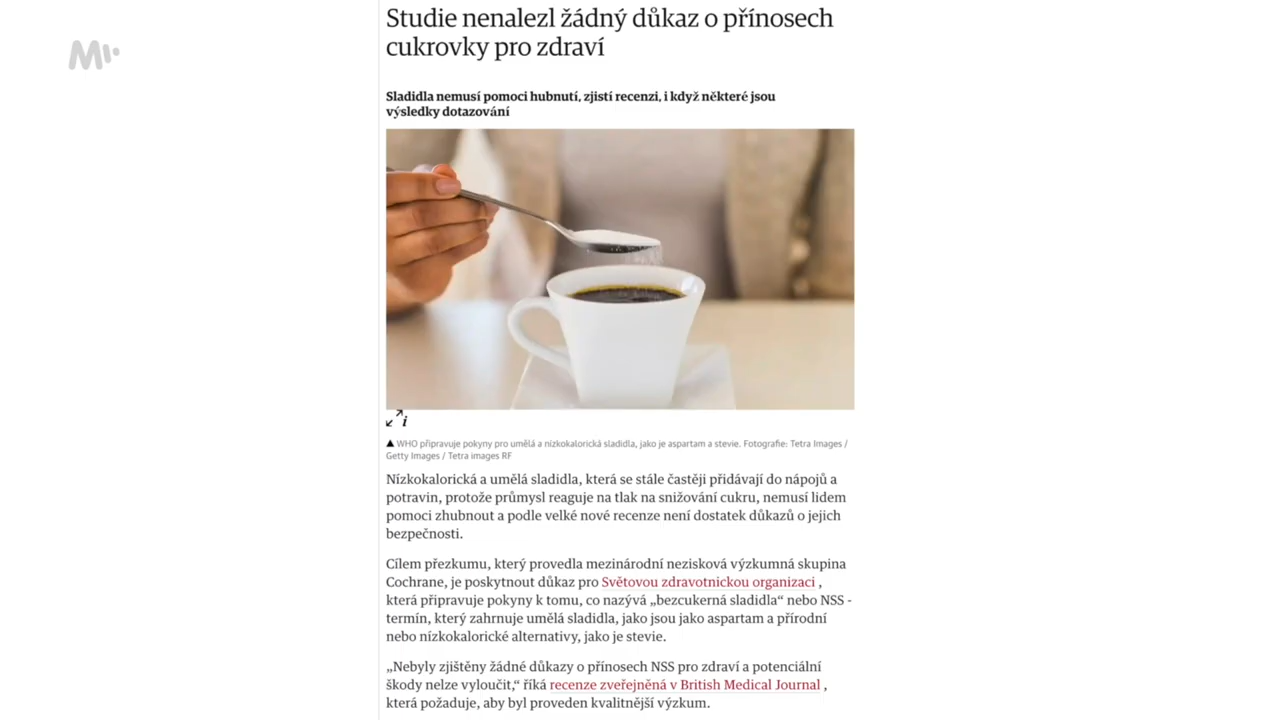 M
Studie nenalezl žádný důkaz o přínosech
cukrovky pro zdraví
Sladidla nemusí pomoci hubnutí, zjistí recenzi, i když některé jsou
výsledky dotazování
i
▲ WHO připravuje pokyny pro umělá a nízkokalorická sladidla, jako je aspartam a stevie. Fotografie: Tetra Images /
Getty Images / Tetra images RF
Nízkokalorická a umělá sladidla, která se stále častěji přidávají do nápojů a
potravin, protože průmysl reaguje na tlak na snižování cukru, nemusí lidem
pomoci zhubnout a podle velké nové recenze není dostatek důkazů o jejich
bezpečnosti.
Cílem přezkumu, který provedla mezinárodní nezisková výzkumná skupina
Cochrane, je poskytnout důkaz pro Světovou zdravotnickou organizaci ,
která připravuje pokyny k tomu, co nazývá „bezcukerná sladidla“ nebo NSS -
termín, který zahrnuje umělá sladidla, jako jsou jako aspartam a přírodní
nebo nízkokalorické alternativy, jako je stevie.
„Nebyly zjištěny žádné důkazy o přínosech NSS pro zdraví a potenciální
škody nelze vyloučit,“ říká recenze zveřejněná v British Medical Journal ,
která požaduje, aby byl proveden kvalitnější výzkum.